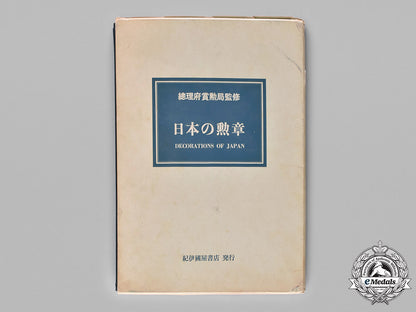 總理府賞勲局監修
日本の勲章
DECORATIONS OF JAPAN
紀伊國屋書店 発行
eMedals